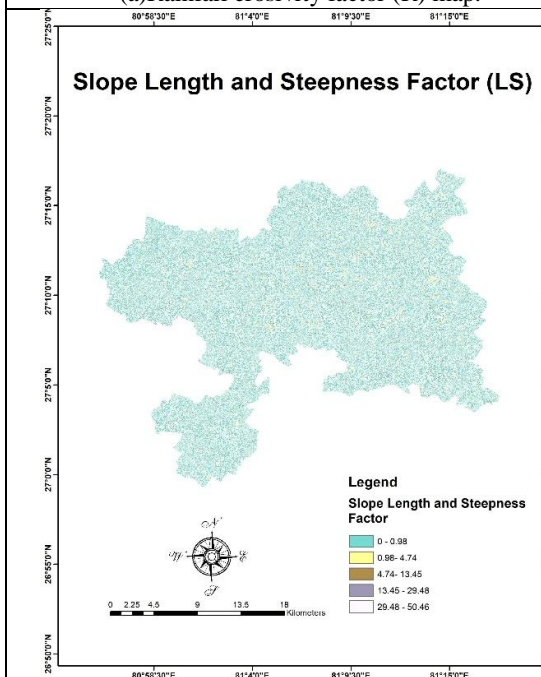 (a)Rainfall erosivity factor (R) map.
80°58'30"E 81°4'0"E 81°9'30"E 81°15'0"E
27°25'0"N
Slope Length and Steepness Factor (LS)
27°20'0"N
27°15'0"N
27°10'0"N
27°5'0"N
27°0'0"N
26°55'0"N
26°50'0"N
Legend
Slope Length and Steepness
Factor
0 - 0.98
0.98- 4.74
4.74- 13.45
13.45 - 29.48
29.48 - 50.46
N
W E
S
0 2.25 4.5 9 13.5 18
Kilometers
80°58'30"E 81°4'0"E 81°9'30"E 81°15'0"E